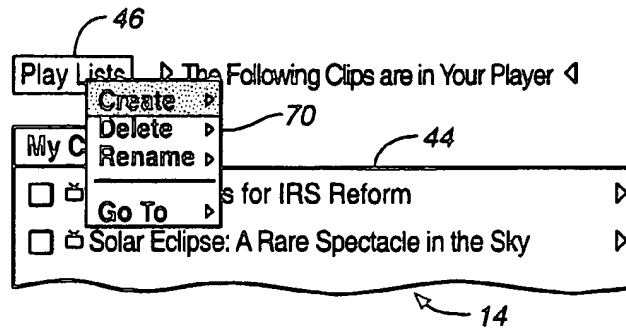 46
Play Lists ▷ The Following Clips are in Your Player ◁
Create ▷
Delete ▷
70
My C
44
Rename ▷
s for IRS Reform ▷
Go To ▷
Solar Eclipse: A Rare Spectacle in the Sky ▷
14